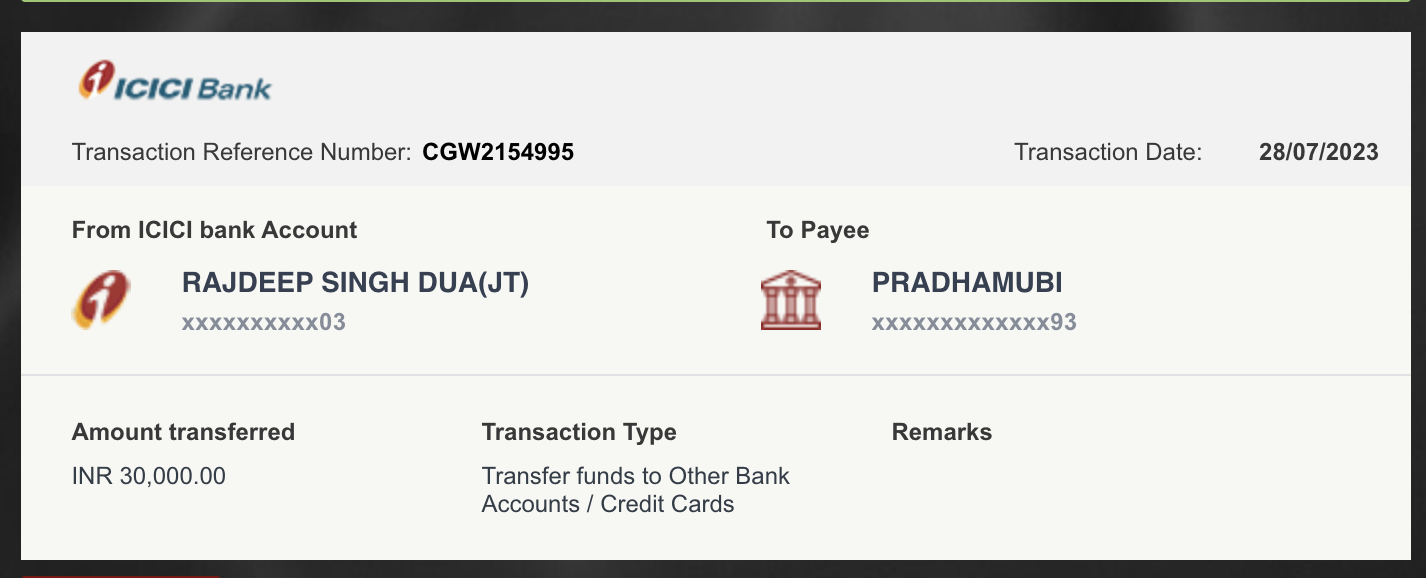 ICICI Bank
Transaction Reference Number: CGW2154995
Transaction Date: 28/07/2023
From ICICI bank Account
To Payee
RAJDEEP SINGH DUA(JT)
xxxxxxxxxx03
PRADHAMUBI
xxxxxxxxxxxxx93
Amount transferred
Transaction Type
Remarks
INR 30,000.00
Transfer funds to Other Bank
Accounts / Credit Cards